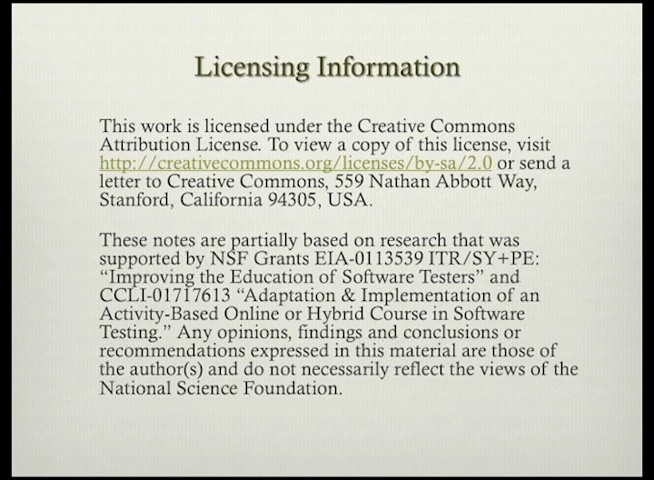 Licensing Information
This work is licensed under the Creative Commons
Attribution License. To view a copy of this license, visit
http://creativecommons.org/licenses/by-sa/2.0 or send a
letter to Creative Commons, 559 Nathan Abbott Way,
Stanford, California 94305, USA.
These notes are partially based on research that was
supported by NSF Grants EIA-0113539 ITR/SY+PE:
“Improving the Education of Software Testers” and
CCLI-01717613 “Adaptation & Implementation of an
Activity-Based Online or Hybrid Course in Software
Testing.” Any opinions, findings and conclusions or
recommendations expressed in this material are those of
the author(s) and do not necessarily reflect the views of the
National Science Foundation.